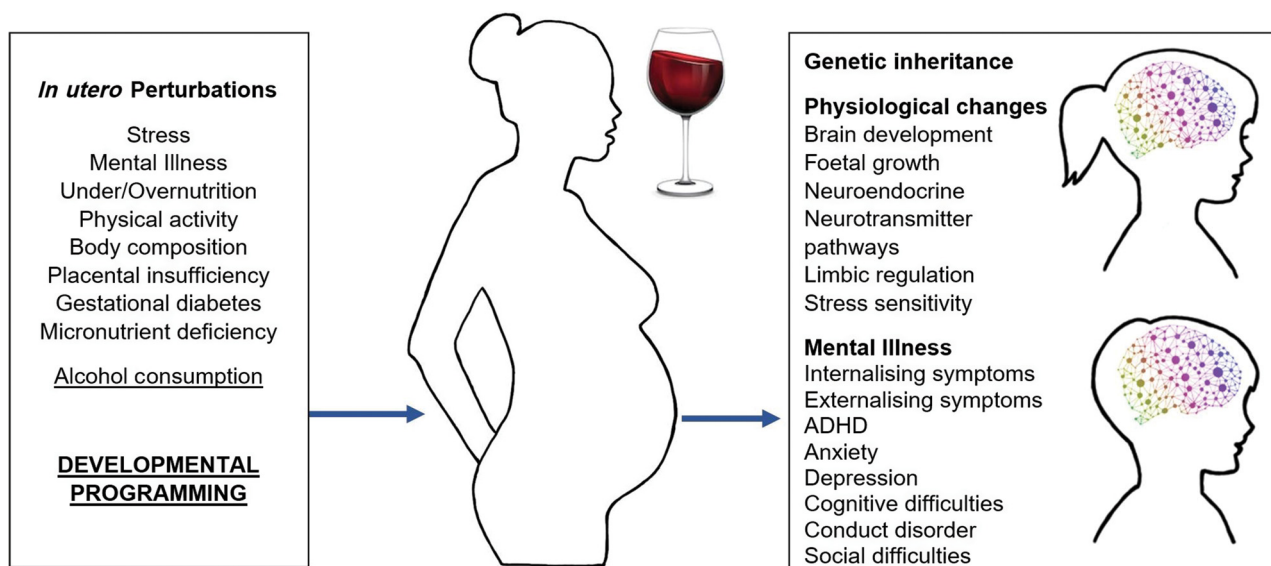 In utero Perturbations
Stress
Mental Illness
Under/Overnutrition
Physical activity
Body composition
Placental insufficiency
Gestational diabetes
Micronutrient deficiency
Alcohol consumption
DEVELOPMENTAL
PROGRAMMING
Genetic inheritance
Physiological changes
Brain development
Foetal growth
Neuroendocrine
Neurotransmitter
pathways
Limbic regulation
Stress sensitivity
Mental Illness
Internalising symptoms
Externalising symptoms
ADHD
Anxiety
Depression
Cognitive difficulties
Conduct disorder
Social difficulties